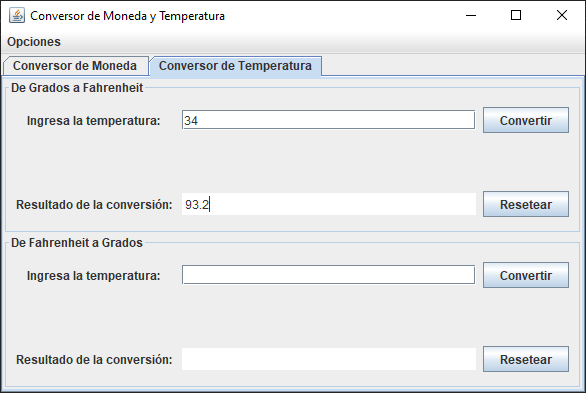 Conversor de Moneda y Temperatura
Opciones
Conversor de Moneda Conversor de Temperatura
De Grados a Fahrenheit
Ingresa la temperatura: 34 Convertir
Resultado de la conversión: 93.2 Resetear
De Fahrenheit a Grados
Ingresa la temperatura: Convertir
Resultado de la conversión: Resetear